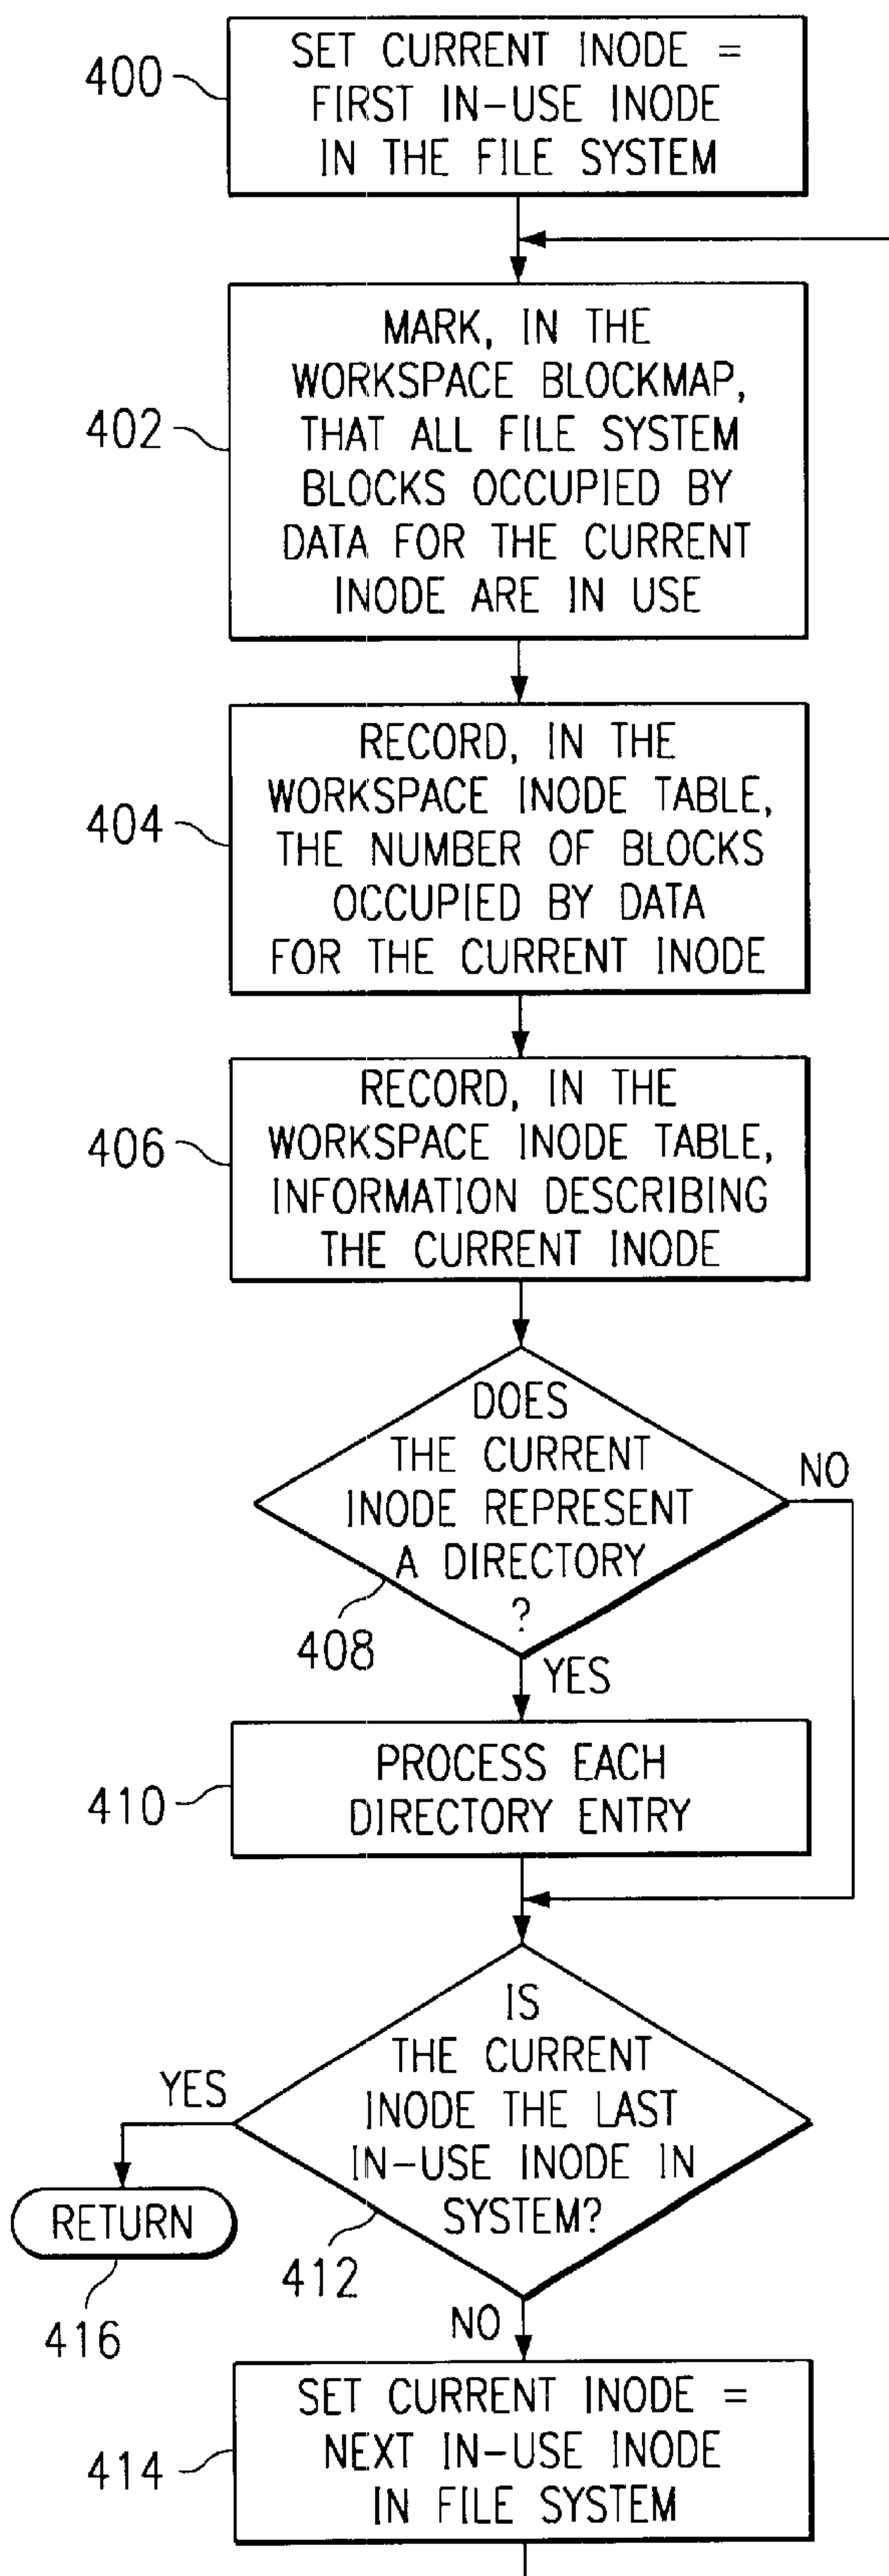 400
SET CURRENT INODE =
FIRST IN-USE INODE
IN THE FILE SYSTEM
402
MARK, IN THE
WORKSPACE BLOCKMAP,
THAT ALL FILE SYSTEM
BLOCKS OCCUPIED BY
DATA FOR THE CURRENT
INODE ARE IN USE
404
RECORD, IN THE
WORKSPACE INODE TABLE,
THE NUMBER OF BLOCKS
OCCUPIED BY DATA
FOR THE CURRENT INODE
406
RECORD, IN THE
WORKSPACE INODE TABLE,
INFORMATION DESCRIBING
THE CURRENT INODE
DOES
THE CURRENT
INODE REPRESENT
A DIRECTORY
?
NO
408
YES
410
PROCESS EACH
DIRECTORY ENTRY
IS
THE CURRENT
INODE THE LAST
IN-USE INODE IN
SYSTEM?
YES
RETURN
412
416
NO
414
SET CURRENT INODE =
NEXT IN-USE INODE
IN FILE SYSTEM